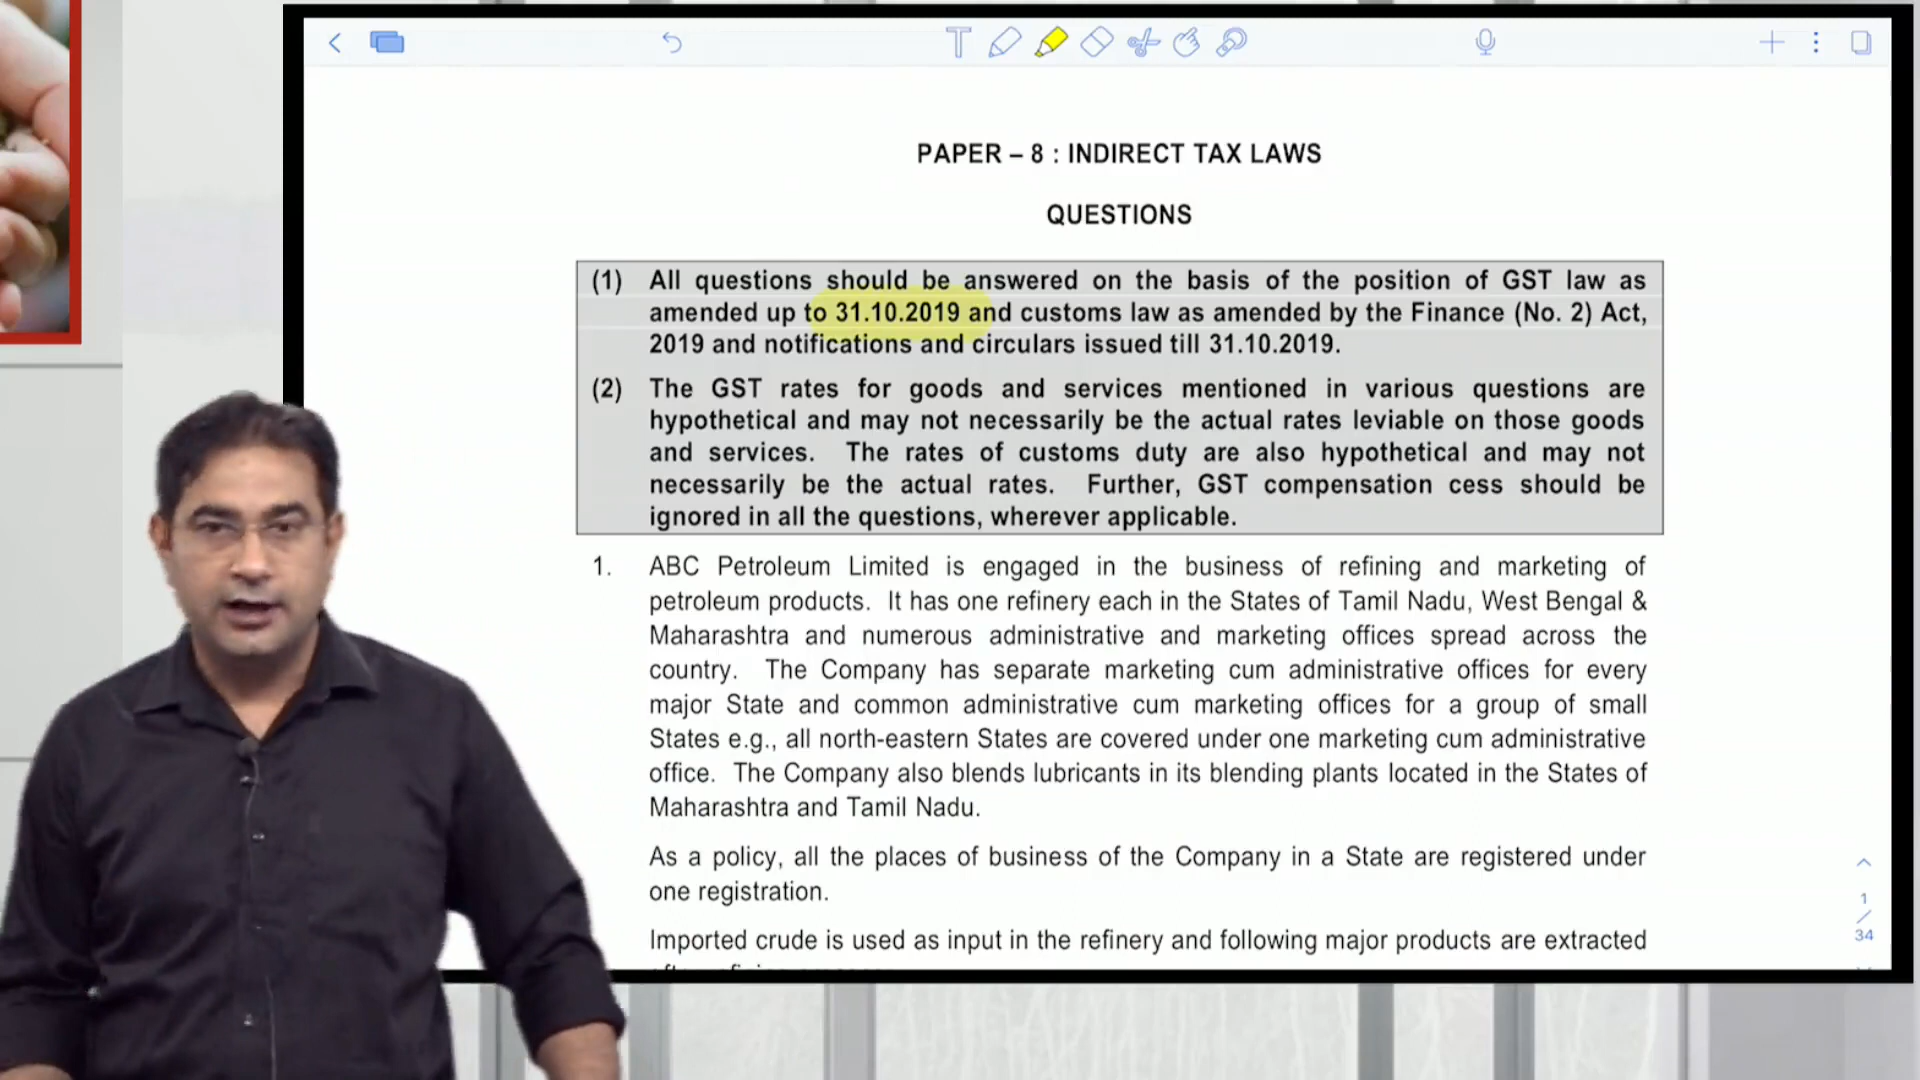 PAPER – 8 : INDIRECT TAX LAWS
QUESTIONS
(1) All questions should be answered on the basis of the position of GST law as
amended up to 31.10.2019 and customs law as amended by the Finance (No. 2) Act,
2019 and notifications and circulars issued till 31.10.2019.
(2) The GST rates for goods and services mentioned in various questions are
hypothetical and may not necessarily be the actual rates leviable on those goods
and services. The rates of customs duty are also hypothetical and may not
necessarily be the actual rates. Further, GST compensation cess should be
ignored in all the questions, wherever applicable.
1. ABC Petroleum Limited is engaged in the business of refining and marketing of
petroleum products. It has one refinery each in the States of Tamil Nadu, West Bengal &
Maharashtra and numerous administrative and marketing offices spread across the
country. The Company has separate marketing cum administrative offices for every
major State and common administrative cum marketing offices for a group of small
States e.g., all north-eastern States are covered under one marketing cum administrative
office. The Company also blends lubricants in its blending plants located in the States of
Maharashtra and Tamil Nadu.
As a policy, all the places of business of the Company in a State are registered under
one registration.
Imported crude is used as input in the refinery and following major products are extracted
1
/
34